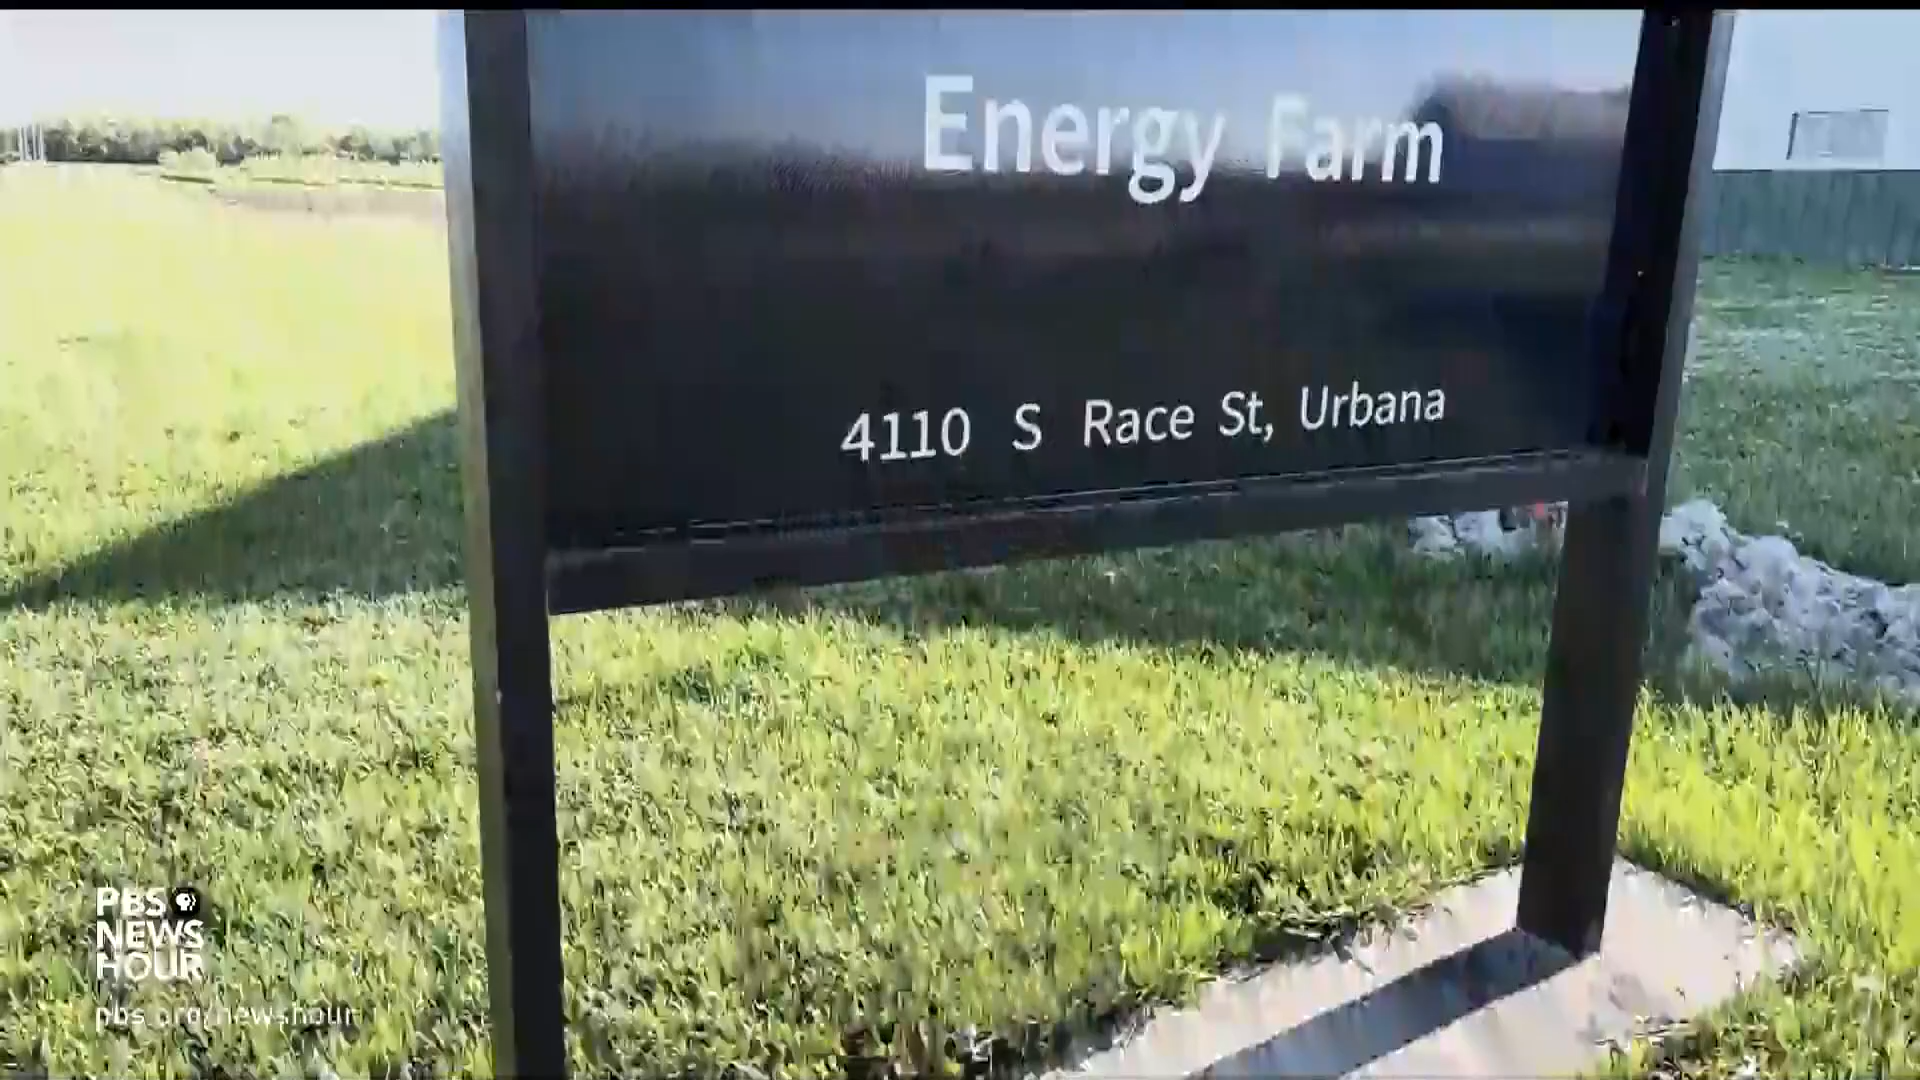 Energy Farm
4110 S Race St, Urbana
PBS
NEWS
HOUR
pbs.org/newshour